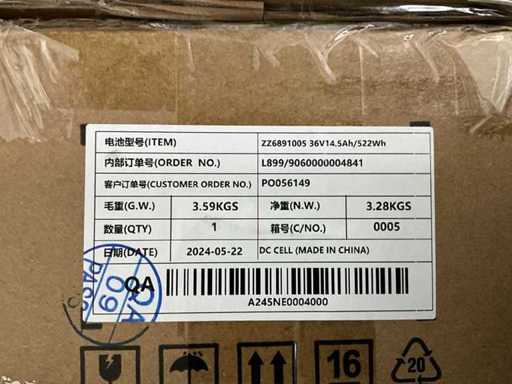 电池型号(ITEM) ZZ6891005 36V14.5Ah/522Wh
内部订单号(ORDER NO.) L899/9060000004841
客户订单号(CUSTOMER ORDER NO.) PO056149
毛重(G.W.) 3.59KGS 净重(N.W.) 3.28KGS
数量(QTY) 1 箱号(C/NO.) 0005
日期(DATE) 2024-05-22 DC CELL (MADE IN CHINA)
QA
A245NE0004000
QA
09
PASS
16
20